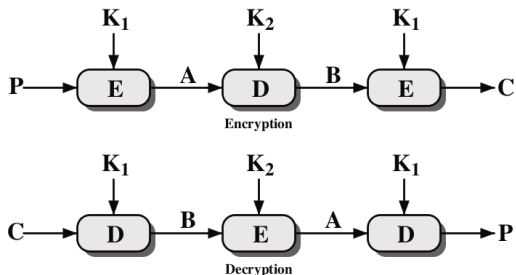 K1 K2 K1
P E A D B E C
Encryption
K1 K2 K1
C D B E A D P
Decryption